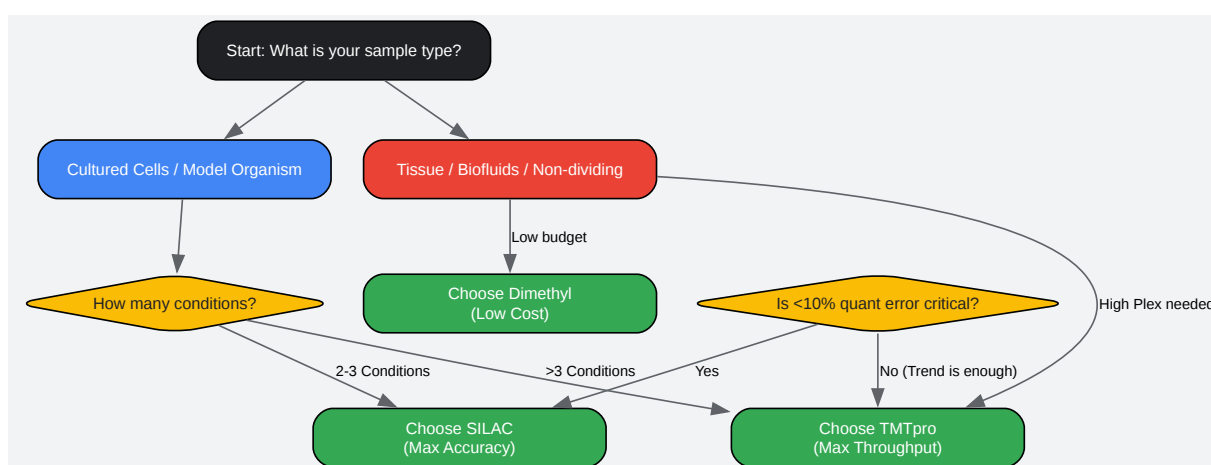 Start: What is your sample type?
Cultured Cells / Model Organism
Tissue / Biofluids / Non-dividing
Low budget
How many conditions?
Choose Dimethyl
(Low Cost)
Is <10% quant error critical?
High Plex needed
2-3 Conditions
>3 Conditions
Yes
No (Trend is enough)
Choose SILAC
(Max Accuracy)
Choose TMTpro
(Max Throughput)